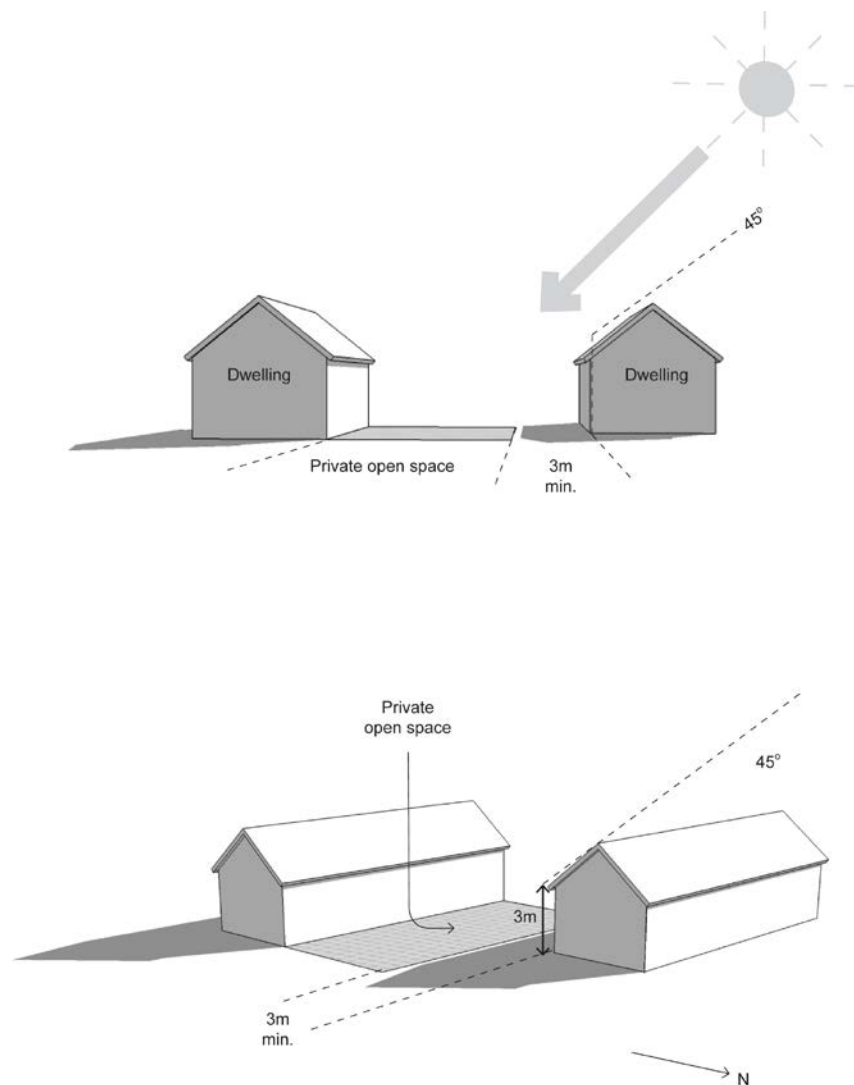 45°
Dwelling
Dwelling
Private open space
3m
min.
Private
open space
45°
3m
3m
min.
N